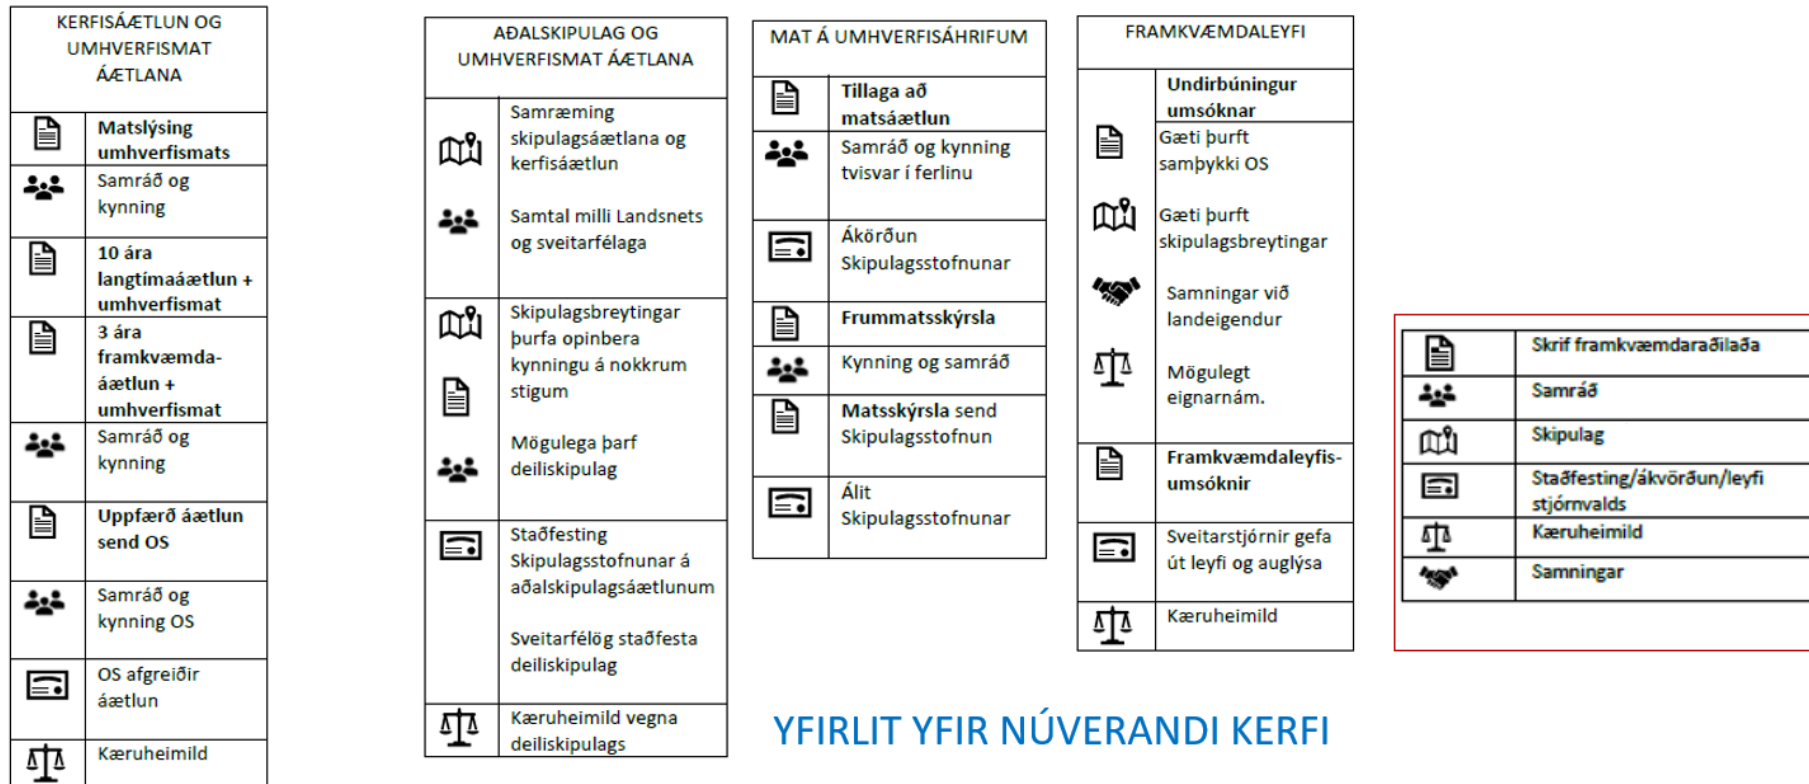 KERFISÁÆTLUN OG
UMHVERFISMAT
ÁÆTLANA
Matslýsing
umhverfismats
Samráð og
kynning
10 ára
langtímaáætlun +
umhverfismat
3 ára
framkvæmda-
áætlun +
umhverfismat
Samráð og
kynning
Uppfærð áætlun
send OS
Samráð og
kynning OS
OS afgreiðir
áætlun
Kæruheimild
AÐALSKIPULAG OG
UMHVERFISMAT ÁÆTLANA
Samræming
skipulagsáætlana og
kerfisáætlun
Samtal milli Landsnets
og sveitarfélaga
Skipulagsbreytingar
þurfa opinbera
kynningu á nokkrum
stigum
Mögulega þarf
deiliskipulag
Staðfesting
Skipulagsstofnunar á
aðalskipulagsáætlunum
Sveitarfélög staðfesta
deiliskipulag
Kæruheimild vegna
deiliskipulags
MAT Á UMHVERFISÁHRIFUM
Tillaga að
matsáætlun
Samráð og kynning
tvisvar í ferlinu
Ákörðun
Skipulagsstofnunar
Frummatsskýrsla
Kynning og samráð
Matsskýrsla send
Skipulagsstofnun
Álit
Skipulagsstofnunar
FRAMKVÆMDALEYFI
Undirbúningur
umsóknar
Gæti þurft
samþykki OS
Gæti þurft
skipulagsbreytingar
Samningar við
landeigendur
Mögulegt
eignarnám.
Framkvæmdaleyfis-
umsóknir
Sveitarstjórnir gefa
út leyfi og auglýsa
Kæruheimild
Skrif framkvæmdaraðilaða
Samráð
Skipulag
Staðfesting/ákvörðun/leyfi
stjórnvalds
Kæruheimild
Samningar
YFIRLIT YFIR NÚVERANDI KERFI